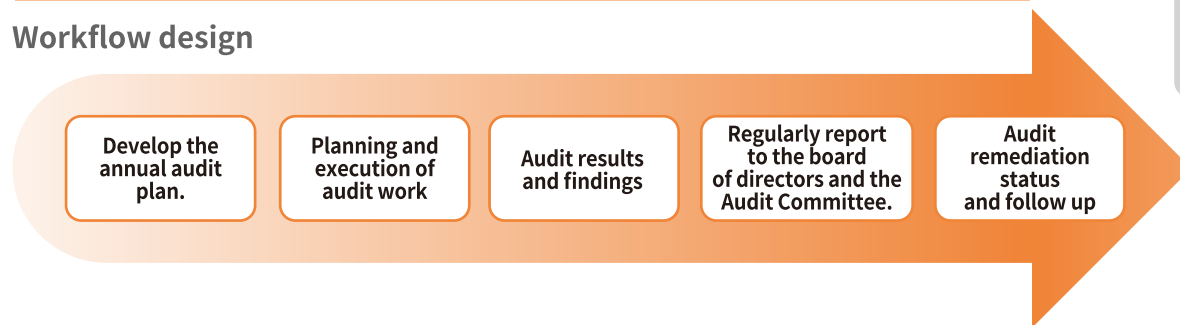 Workflow design
Develop the
annual audit
plan.
Planning and
execution of
audit work
Audit results
and findings
Regularly report
to the board
of directors and the
Audit Committee.
Audit
remediation
status
and follow up